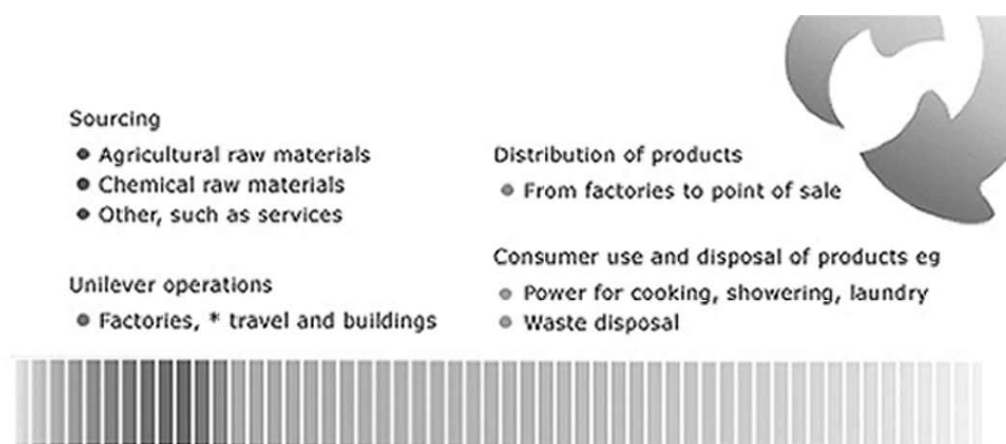 Sourcing
Agricultural raw materials
Chemical raw materials
Other, such as services
Unilever operations
Factories, * travel and buildings
Distribution of products
From factories to point of sale
Consumer use and disposal of products eg
Power for cooking, showering, laundry
Waste disposal